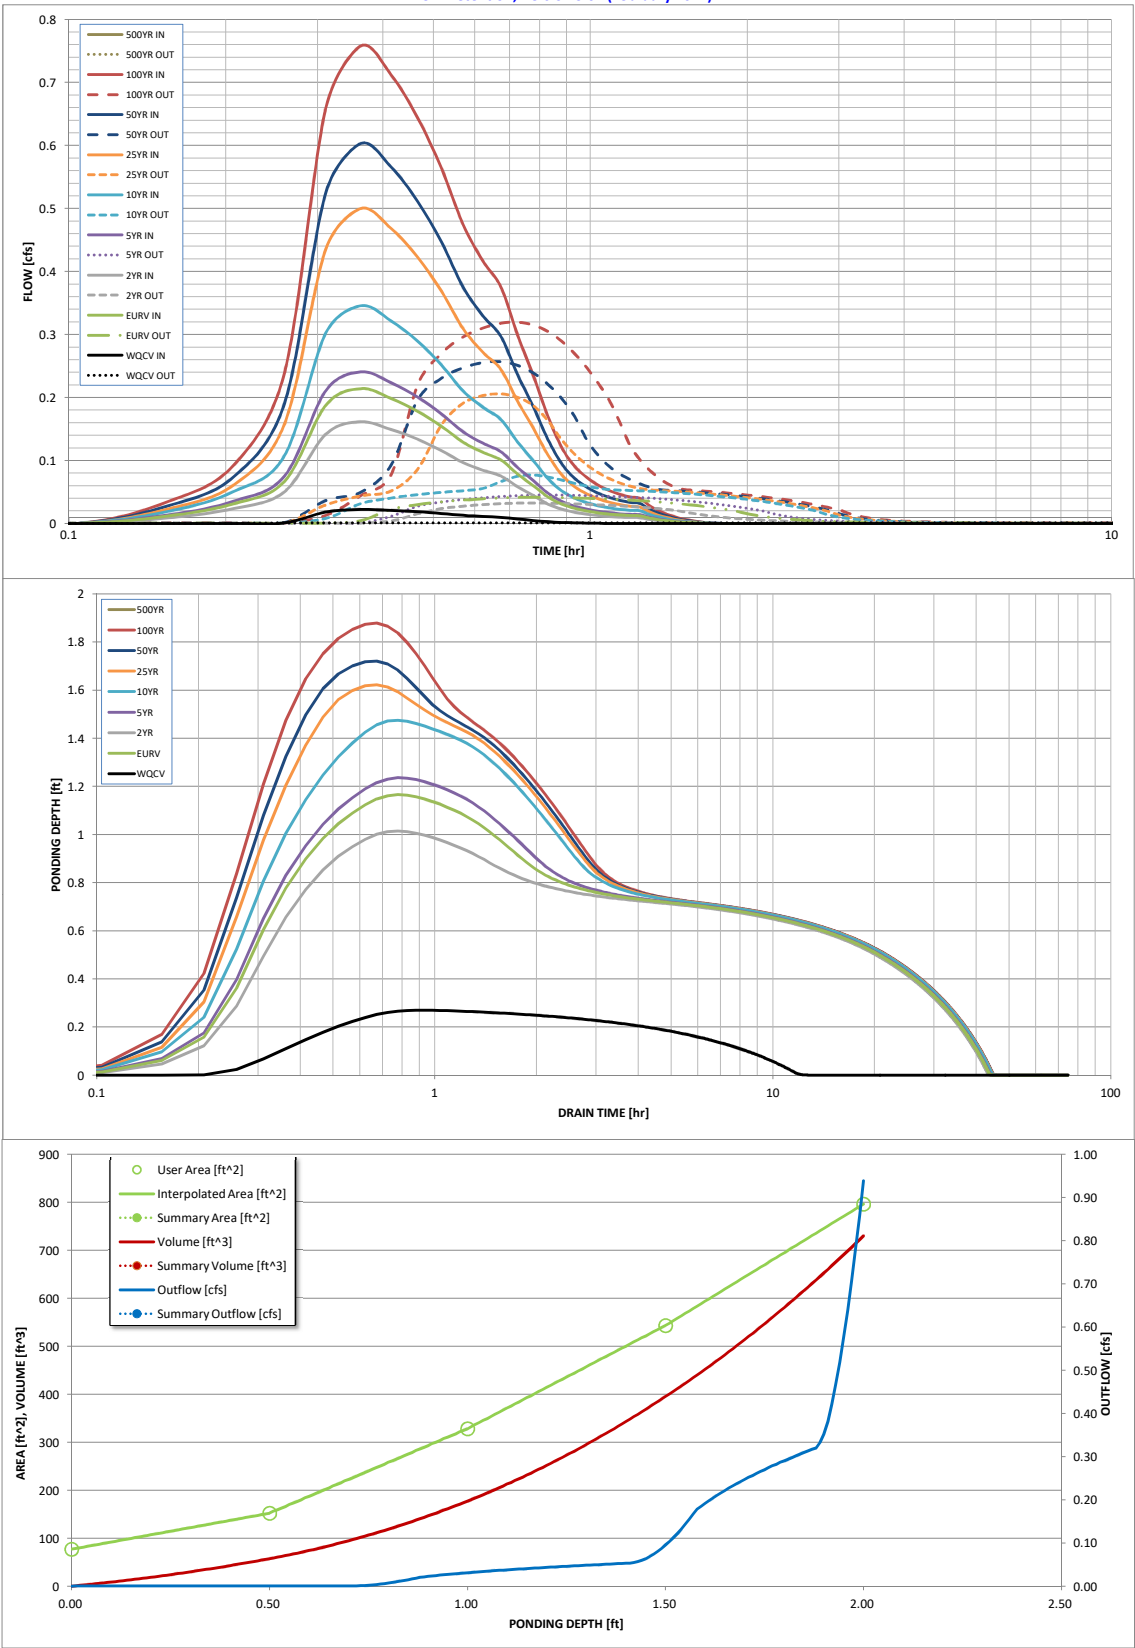 0.8
0.7
0.6
0.5
0.4
0.3
0.2
0.1
0
FLOW [cfs]
500YR IN
500YR OUT
100YR IN
100YR OUT
50YR IN
50YR OUT
25YR IN
25YR OUT
10YR IN
10YR OUT
5YR IN
5YR OUT
2YR IN
2YR OUT
EURV IN
EURV OUT
WQCV IN
WQCV OUT
0.1 1 10
TIME [hr]
2
1.8
1.6
1.4
1.2
1
0.8
0.6
0.4
0.2
0
PONDING DEPTH [ft]
500YR
100YR
50YR
25YR
10YR
5YR
2YR
EURV
WQCV
0.1 1 10 100
DRAIN TIME [hr]
900
800
700
600
500
400
300
200
100
0
AREA [ft^2], VOLUME [ft^3]
User Area [ft^2]
Interpolated Area [ft^2]
Summary Area [ft^2]
Volume [ft^3]
Summary Volume [ft^3]
Outflow [cfs]
Summary Outflow [cfs]
1.00
0.90
0.80
0.70
0.60
0.50
0.40
0.30
0.20
0.10
0.00
OUTFLOW [cfs]
0.00 0.50 1.00 1.50 2.00 2.50
PONDING DEPTH [ft]